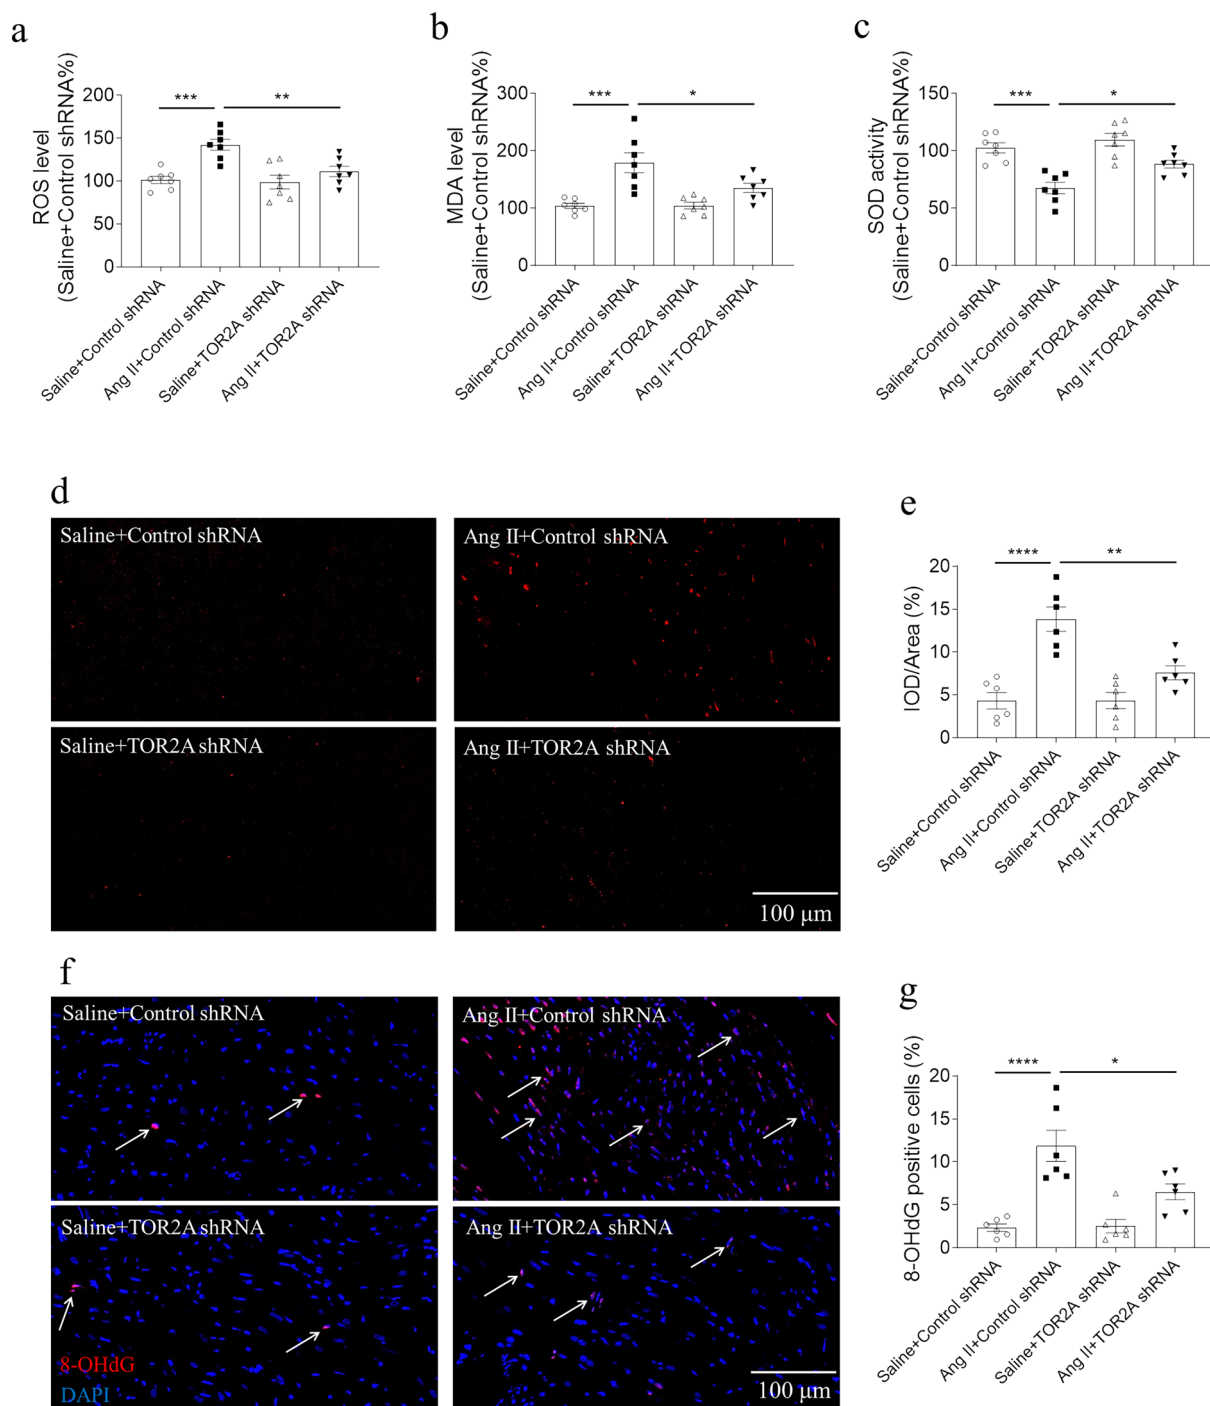 a
ROS level
(Saline+Control shRNA%)
200
150
100
50
0
***
**
Saline+Control shRNA
Ang II+Control shRNA
Saline+TOR2A shRNA
Ang II+TOR2A shRNA
b
MDA level
(Saline+Control shRNA%)
300
200
100
0
***
*
Saline+Control shRNA
Ang II+Control shRNA
Saline+TOR2A shRNA
Ang II+TOR2A shRNA
c
SOD activity
(Saline+Control shRNA%)
150
100
50
0
***
*
Saline+Control shRNA
Ang II+Control shRNA
Saline+TOR2A shRNA
Ang II+TOR2A shRNA
d
Saline+Control shRNA
Ang II+Control shRNA
Saline+TOR2A shRNA
Ang II+TOR2A shRNA
100 μm
e
IOD/Area (%)
20
15
10
5
0
****
**
Saline+Control shRNA
Ang II+Control shRNA
Saline+TOR2A shRNA
Ang II+TOR2A shRNA
f
Saline+Control shRNA
Ang II+Control shRNA
Saline+TOR2A shRNA
Ang II+TOR2A shRNA
8-OHdG
DAPI
100 μm
g
8-OHdG positive cells (%)
20
15
10
5
0
****
*
Saline+Control shRNA
Ang II+Control shRNA
Saline+TOR2A shRNA
Ang II+TOR2A shRNA